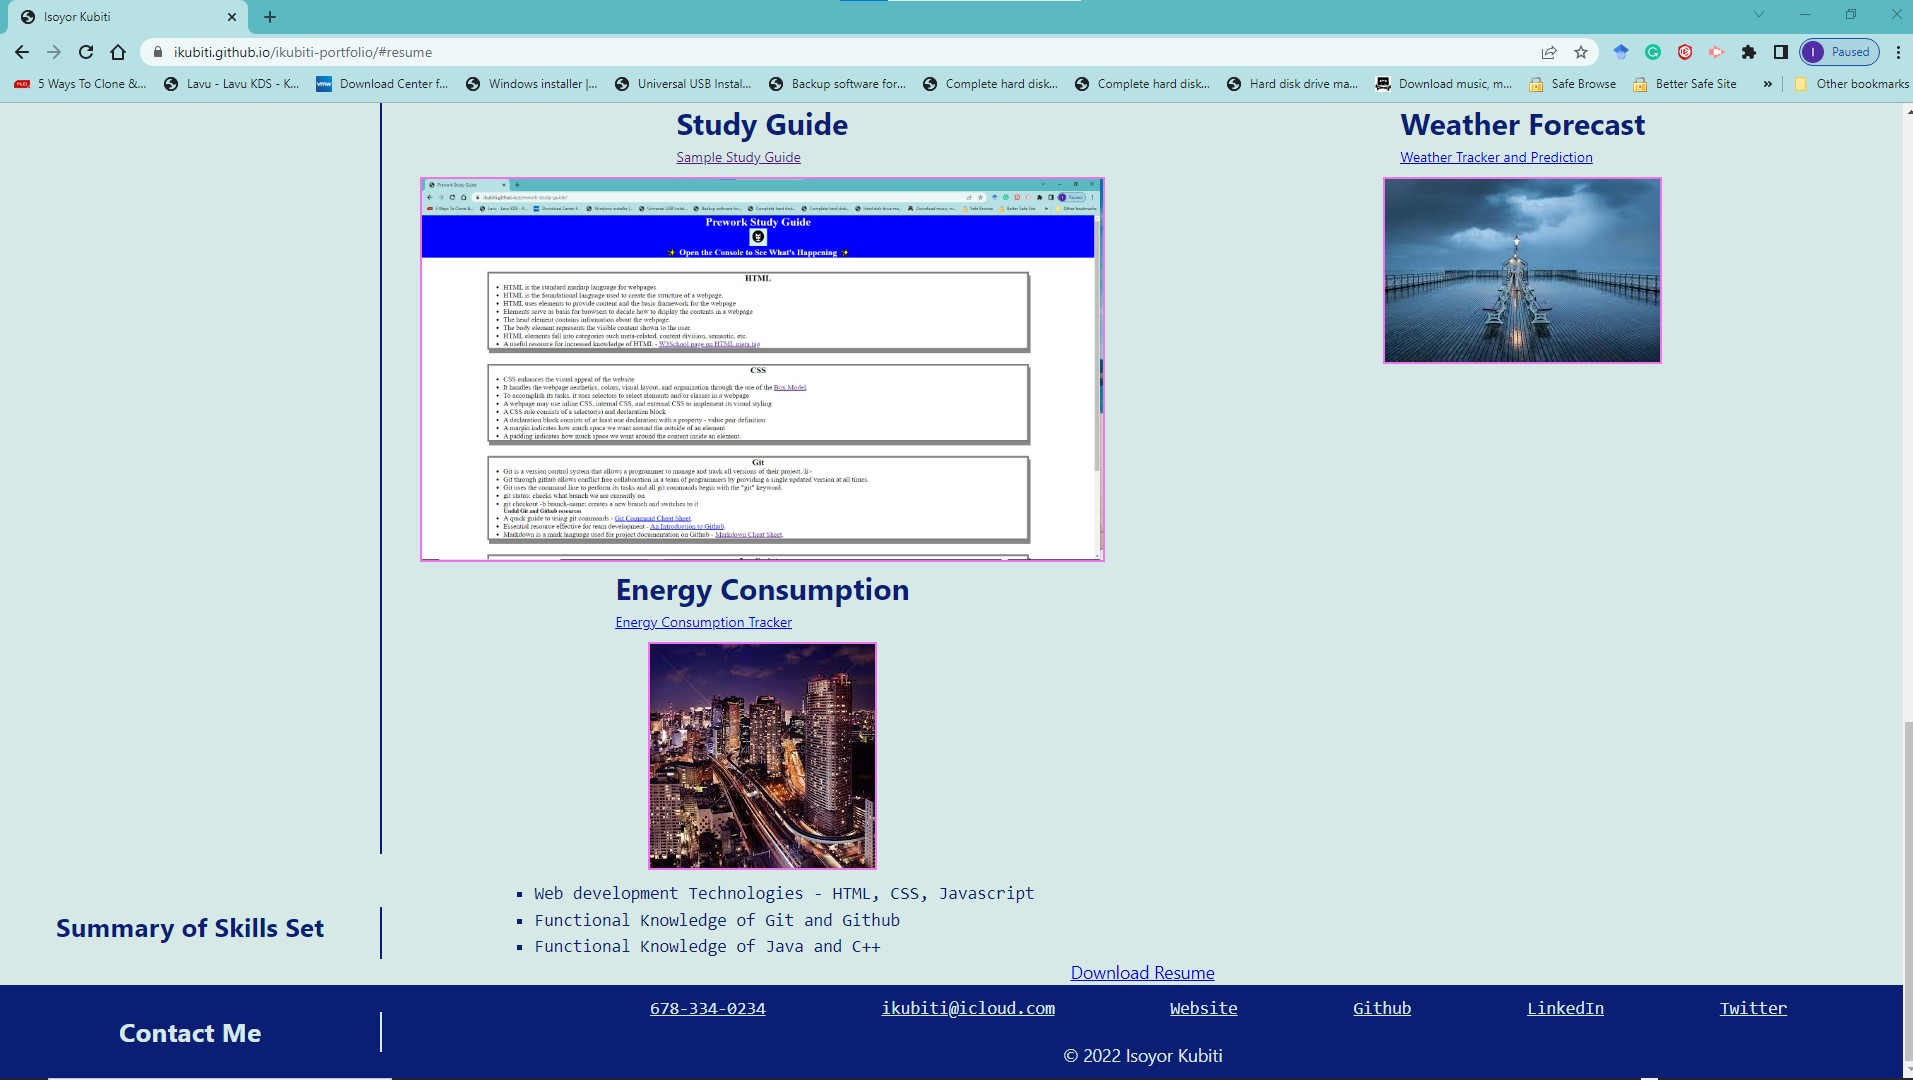 Isoyor Kubiti
ikubiti.github.io/ikubiti-portfolio/#resume
Paused
5 Ways To Clone &...
Lavu - Lavu KDS - K...
Download Center f...
Windows installer |...
Universal USB Instal...
Backup software for...
Complete hard disk...
Complete hard disk...
Hard disk drive ma...
Download music, m...
Safe Browse
Better Safe Site
»
Other bookmarks
Study Guide
Sample Study Guide
Weather Forecast
Weather Tracker and Prediction
Prework Study Guide
Prework Study Guide
✨ Open the Console to See What's Happening ✨
HTML
• HTML is the standard markup language for webpages
• HTML is the foundational language used to create the structure of a webpage.
• HTML uses elements to provide content and the basic framework for the webpage
• Elements serve as basis for browsers to decide how to display the contents in a webpage
• The head element contains information about the webpage.
• The body element represents the visible content shown to the user.
• HTML elements fall into categories such meta-related, content division, semantic, etc.
• A useful resource for increased knowledge of HTML - W3School page on HTML meta tag
CSS
• CSS enhances the visual appeal of the website
• It handles the webpage aesthetics, colors, visual layout, and organization through the use of the Box Model.
• To accomplish its tasks, it uses selectors to select elements and/or classes in a webpage
• A webpage may use inline CSS, internal CSS, and external CSS to implement its visual styling
• A CSS rule consists of a selector(s) and declaration block
• A declaration block consists of at least one declaration with a property - value pair definition
• A margin indicates how much space we want around the outside of an element.
• A padding indicates how much space we want around the content inside an element.
Git
• Git is a version control system that allows a programmer to manage and track all versions of their project./li>
• Git through github allows conflict free collaboration in a team of programmers by providing a single updated version at all times.
• Git uses the command line to perform its tasks and all git commands begin with the "git" keyword.
• git status: checks what branch we are currently on
• git checkout -b branch-name: creates a new branch and switches to it
Useful Git and Github resources
• A quick guide to using git commands - Git Command Cheat Sheet.
• Essential resource effective for team development - An Introduction to Github.
• Markdown is a mark language used for project documentation on Github - Markdown Cheat Sheet.
Energy Consumption
Energy Consumption Tracker
Summary of Skills Set
▪ Web development Technologies - HTML, CSS, Javascript
▪ Functional Knowledge of Git and Github
▪ Functional Knowledge of Java and C++
Download Resume
Contact Me
678-334-0234
ikubiti@icloud.com
Website
Github
LinkedIn
Twitter
© 2022 Isoyor Kubiti